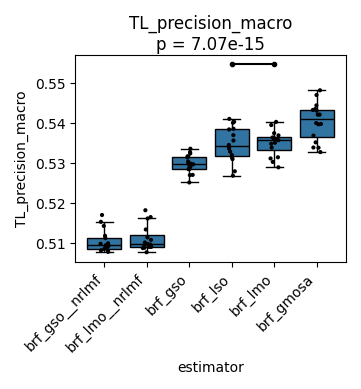 TL_precision_macro
p = 7.07e-15
TL_precision_macro
0.55
0.54
0.53
0.52
0.51
brf_gso__nrlmf
brf_lmo__nrlmf
brf_gso
brf_lso
brf_lmo
brf_gmosa
estimator